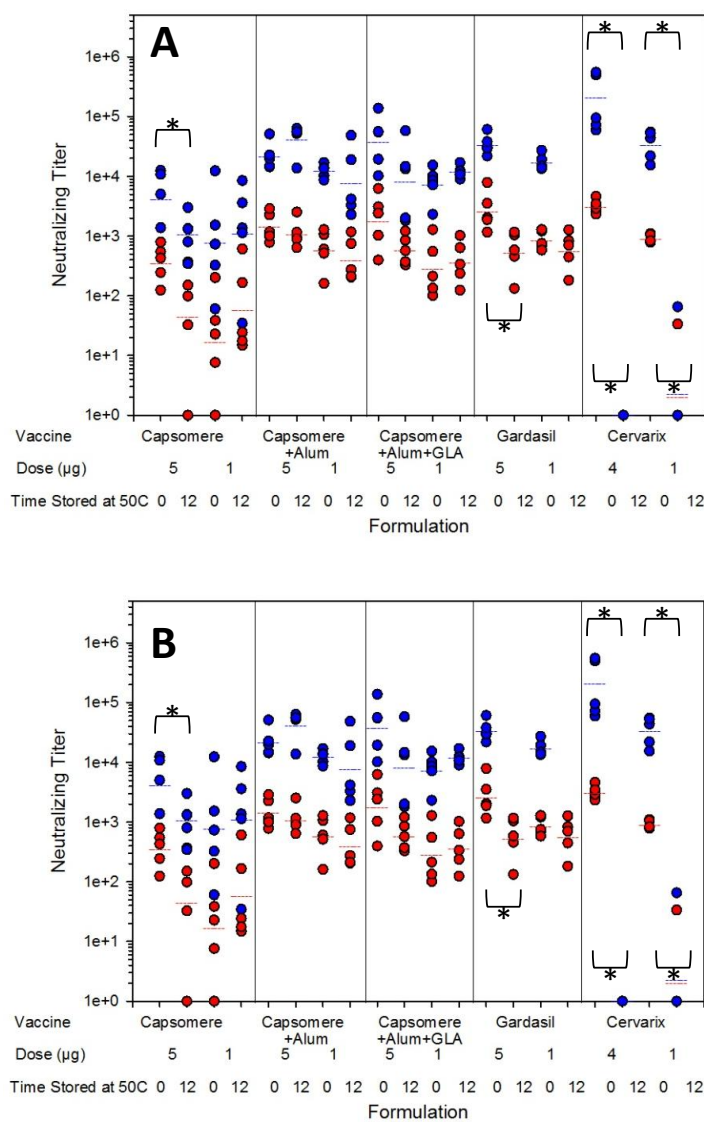 A
* * *
1e+6
1e+5
1e+4
1e+3
1e+2
1e+1
1e+0
Neutralizing Titer
* * *
Vaccine Capsomere Capsomere +Alum Capsomere +Alum+GLA Gardasil Cervarix
Dose (µg) 5 1 5 1 5 1 5 1 4 1
Time Stored at 50C 0 12 0 12 0 12 0 12 0 12 0 12 0 12 0 12 0 12 0 12
Formulation
B
* * *
1e+6
1e+5
1e+4
1e+3
1e+2
1e+1
1e+0
Neutralizing Titer
* * *
Vaccine Capsomere Capsomere +Alum Capsomere +Alum+GLA Gardasil Cervarix
Dose (µg) 5 1 5 1 5 1 5 1 4 1
Time Stored at 50C 0 12 0 12 0 12 0 12 0 12 0 12 0 12 0 12 0 12 0 12
Formulation